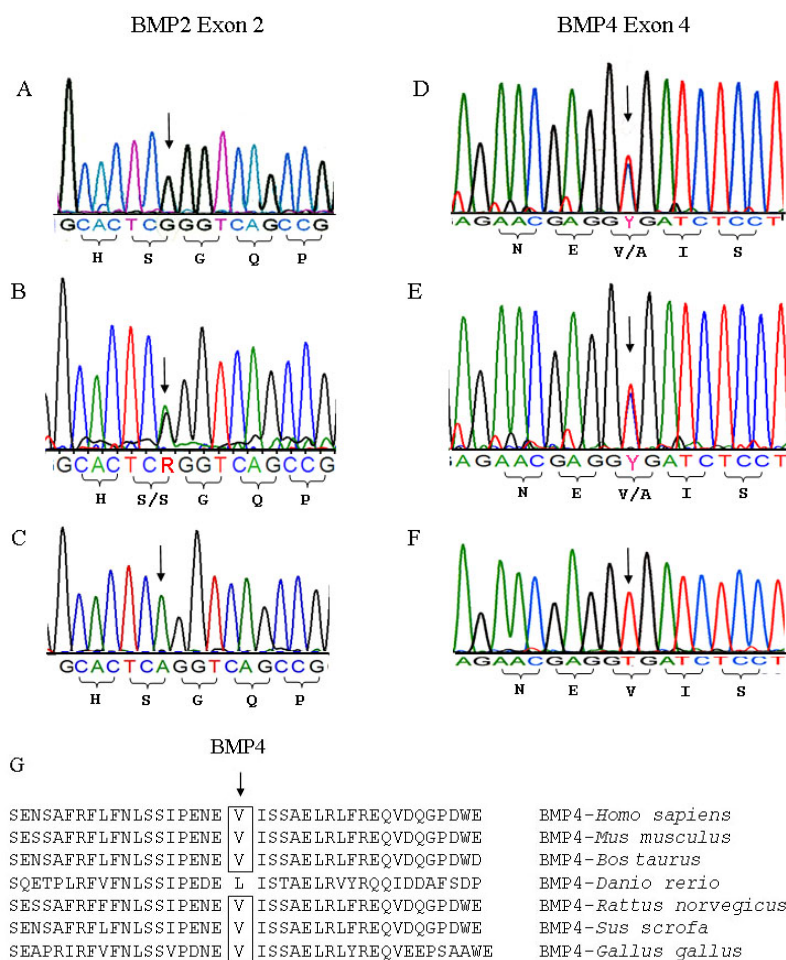 BMP2 Exon 2
A
GCACTCGGGTCAGCCG
H S G Q P
B
GCACTCRGGTCAGCCG
H S/S G Q P
C
GCACTCAGGTCAGCCG
H S G Q P
BMP4 Exon 4
D
AGAACGAGGYGATCTCCT
N E V/A I S
E
AGAACGAGGYGATCTCCT
N E V/A I S
F
AGAACGAGGTGATCTCCT
N E V I S
G
BMP4
SENSAFRFLFNLSSIPENE V ISSAELRLFREQVDQGPDWE BMP4-Homo sapiens
SESSAFRFLFNLSSIPENE V ISSAELRLFREQVDQGPDWE BMP4-Mus musculus
SENSAFRFLFNLSSIPENE V ISSAELRLFREQVDQGPDWD BMP4-Bos taurus
SQETPLRFVFNLSSIPEDE L ISTAELRVYRQQIDDAFSDP BMP4-Danio rerio
SESSAFRFFFNLSSIPENE V ISSAELRLFREQVDQGPDWE BMP4-Rattus norvegicus
SENSAFRFLFNLSSIPENE V ISSAELRLFREQVDQGPDWE BMP4-Sus scrofa
SEAPRIRFVFNLSSVPDNE V ISSAELRLYREQVEEPSAAWE BMP4-Gallus gallus